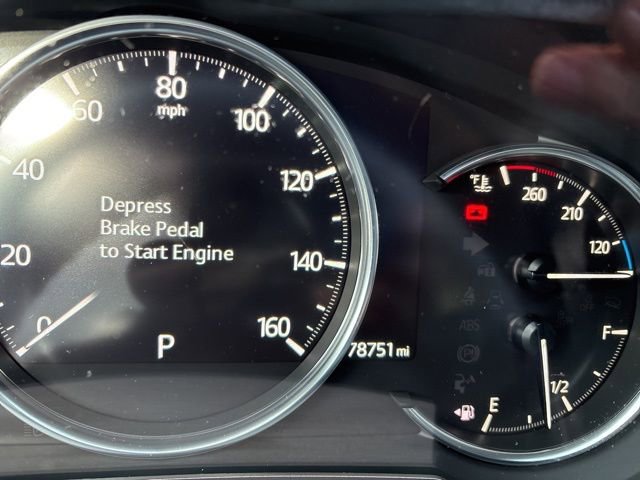 80
mph
60
100
40
120
Depress
Brake Pedal
to Start Engine
20
140
0
160
P
78751 mi
°F
260
210
120
ABS
F
1/2
E